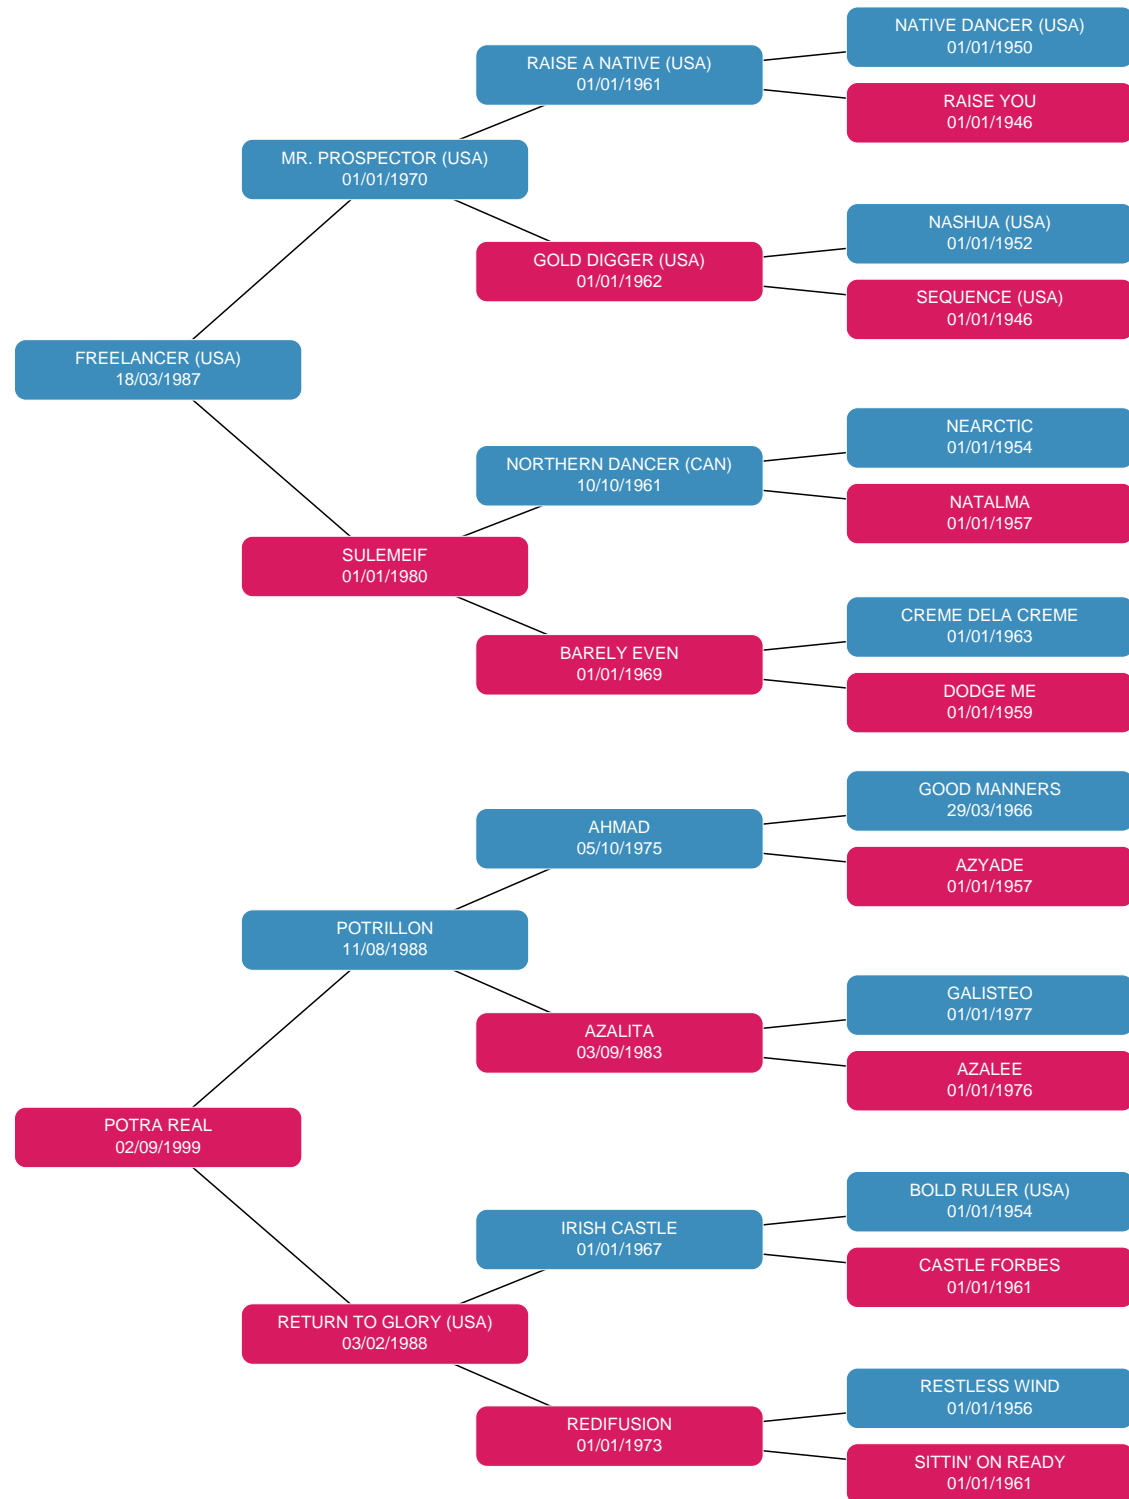 NATIVE DANCER (USA)
01/01/1950
RAISE A NATIVE (USA)
01/01/1961
RAISE YOU
01/01/1946
MR. PROSPECTOR (USA)
01/01/1970
NASHUA (USA)
01/01/1952
GOLD DIGGER (USA)
01/01/1962
SEQUENCE (USA)
01/01/1946
FREELANCER (USA)
18/03/1987
NEARCTIC
01/01/1954
NORTHERN DANCER (CAN)
10/10/1961
NATALMA
01/01/1957
SULEMEIF
01/01/1980
CREME DELA CREME
01/01/1963
BARELY EVEN
01/01/1969
DODGE ME
01/01/1959
GOOD MANNERS
29/03/1966
AHMAD
05/10/1975
AZYADE
01/01/1957
POTRILLON
11/08/1988
GALISTEO
01/01/1977
AZALITA
03/09/1983
AZALEE
01/01/1976
POTRA REAL
02/09/1999
BOLD RULER (USA)
01/01/1954
IRISH CASTLE
01/01/1967
CASTLE FORBES
01/01/1961
RETURN TO GLORY (USA)
03/02/1988
RESTLESS WIND
01/01/1956
REDIFUSION
01/01/1973
SITTIN' ON READY
01/01/1961